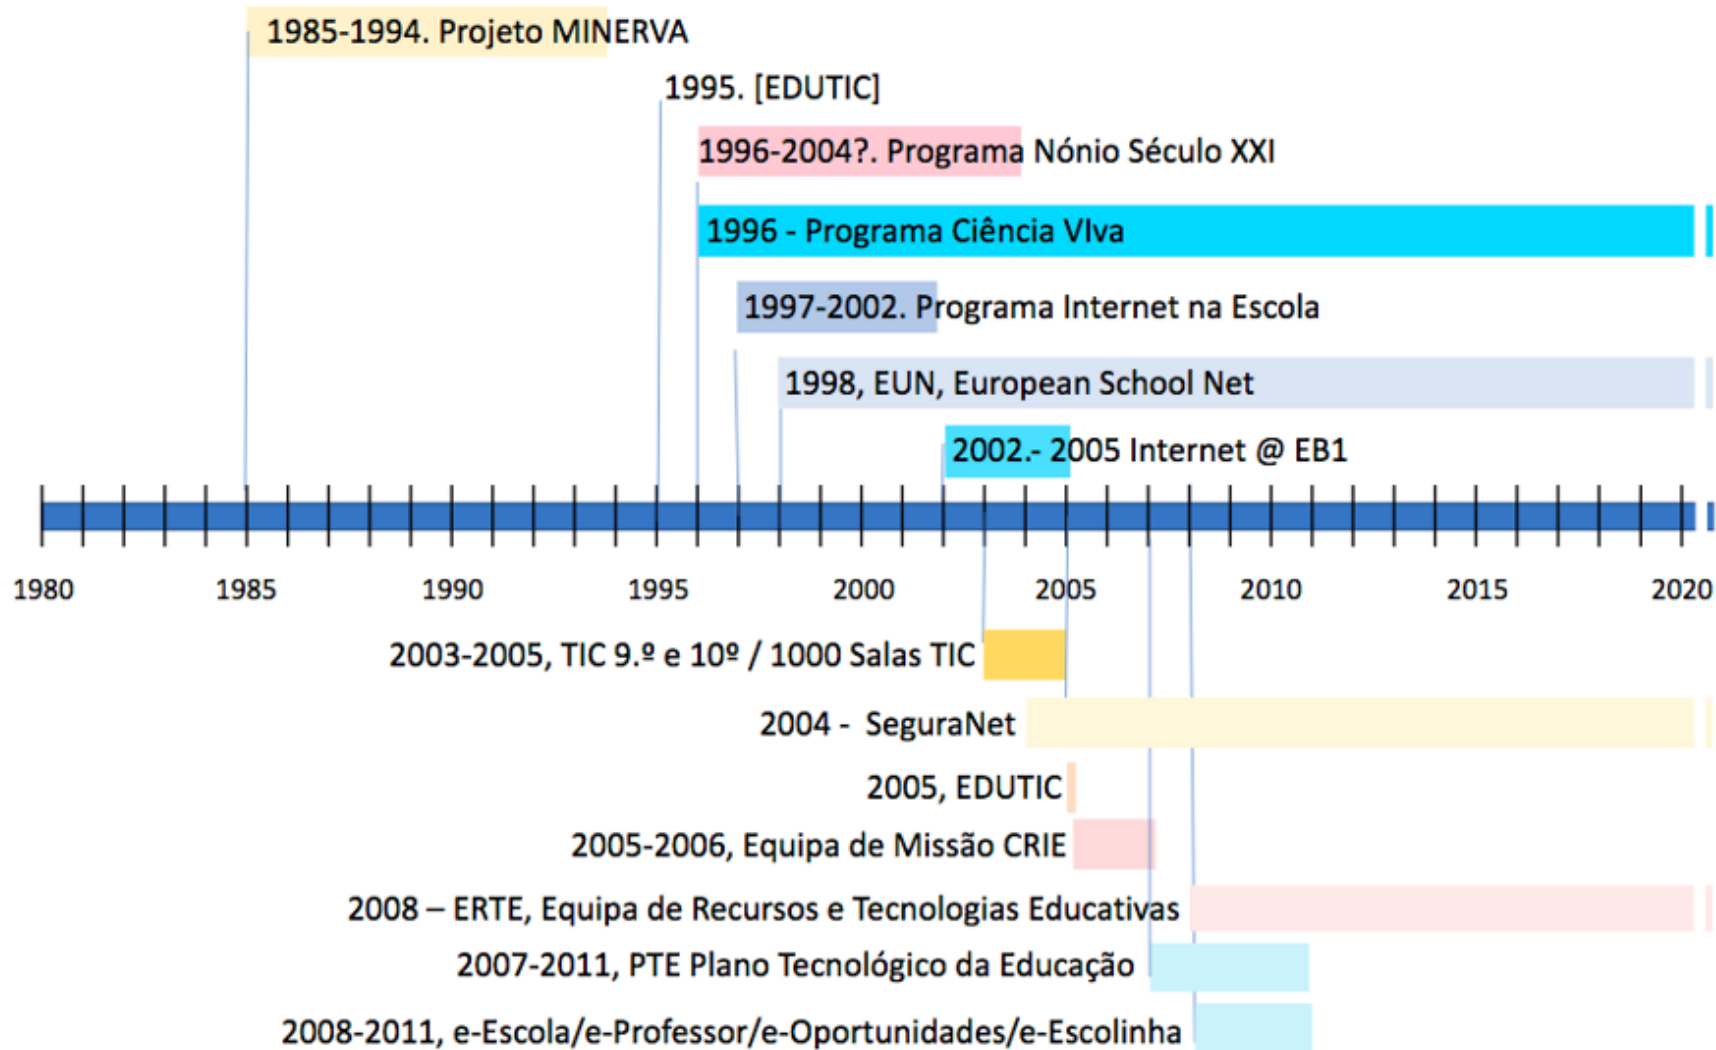 1985-1994. Projeto MINERVA
1995. [EDUTIC]
1996-2004?. Programa Nónio Século XXI
1996 - Programa Ciência VIva
1997-2002. Programa Internet na Escola
1998, EUN, European School Net
2002.- 2005 Internet @ EB1
1980 1985 1990 1995 2000 2005 2010 2015 2020
2003-2005, TIC 9.º e 10º / 1000 Salas TIC
2004 - SeguraNet
2005, EDUTIC
2005-2006, Equipa de Missão CRIE
2008 – ERTE, Equipa de Recursos e Tecnologias Educativas
2007-2011, PTE Plano Tecnológico da Educação
2008-2011, e-Escola/e-Professor/e-Oportunidades/e-Escolinha